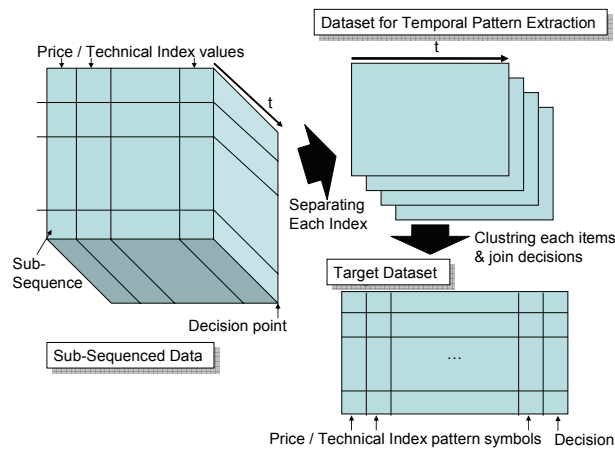 Dataset for Temporal Pattern Extraction
Price / Technical Index values
t
t
Separating
Each Index
Sub-
Sequence
Clustring each items
& join decisions
Target Dataset
Decision point
Sub-Sequenced Data
...
Price / Technical Index pattern symbols
Decision